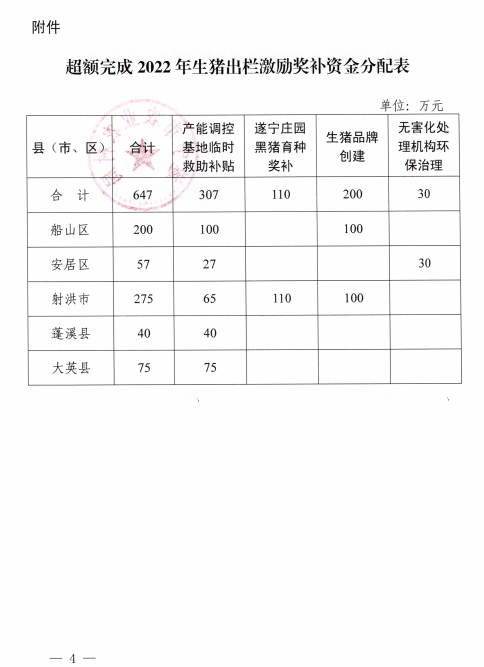 附件
超额完成 2022 年生猪出栏激励奖补资金分配表
单位：万元
县（市、区） 合计 产能调控基地临时救助补贴 遂宁庄园黑猪育种奖补 生猪品牌创建 无害化处理机构环保治理
合 计 647 307 110 200 30
船山区 200 100 100
安居区 57 27 30
射洪市 275 65 110 100
蓬溪县 40 40
大英县 75 75
— 4 —